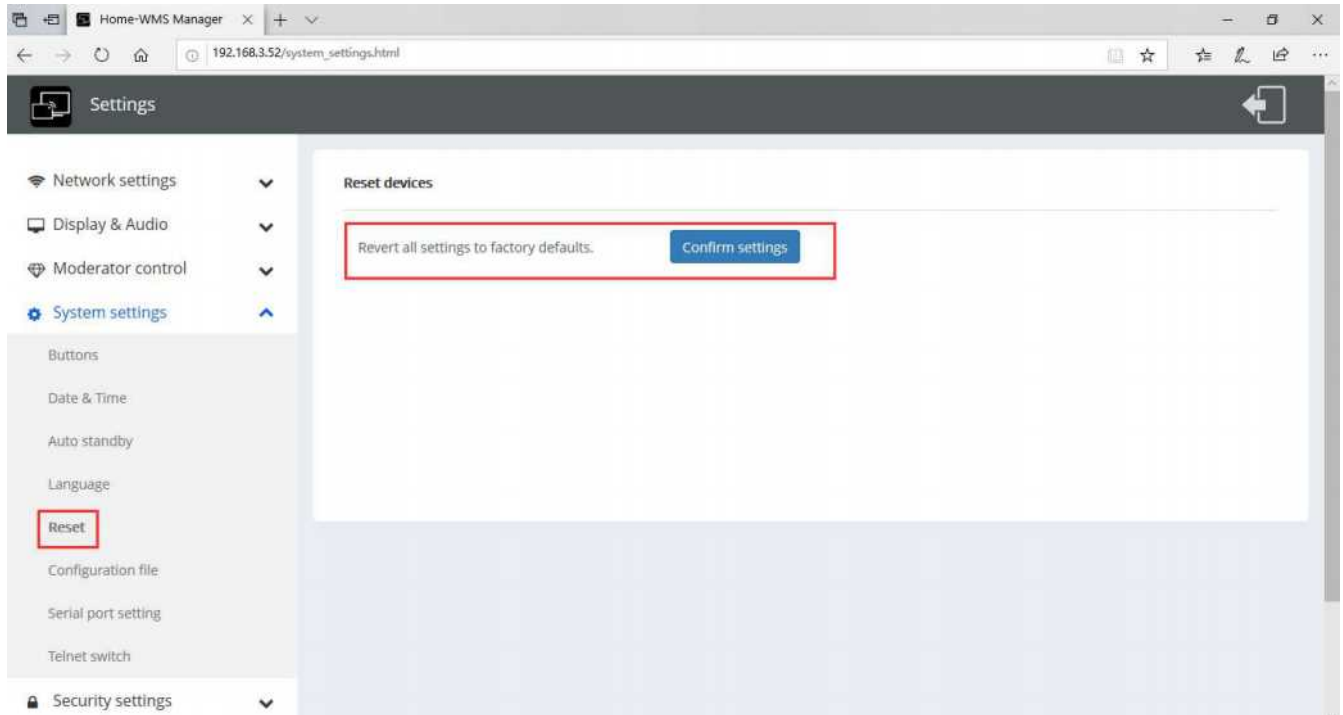 Home-WMS Manager
192.168.3.52/system_settings.html
Settings
Network settings
Display & Audio
Moderator control
System settings
Buttons
Date & Time
Auto standby
Language
Reset
Configuration file
Serial port setting
Telnet switch
Security settings
Reset devices
Revert all settings to factory defaults.
Confirm settings